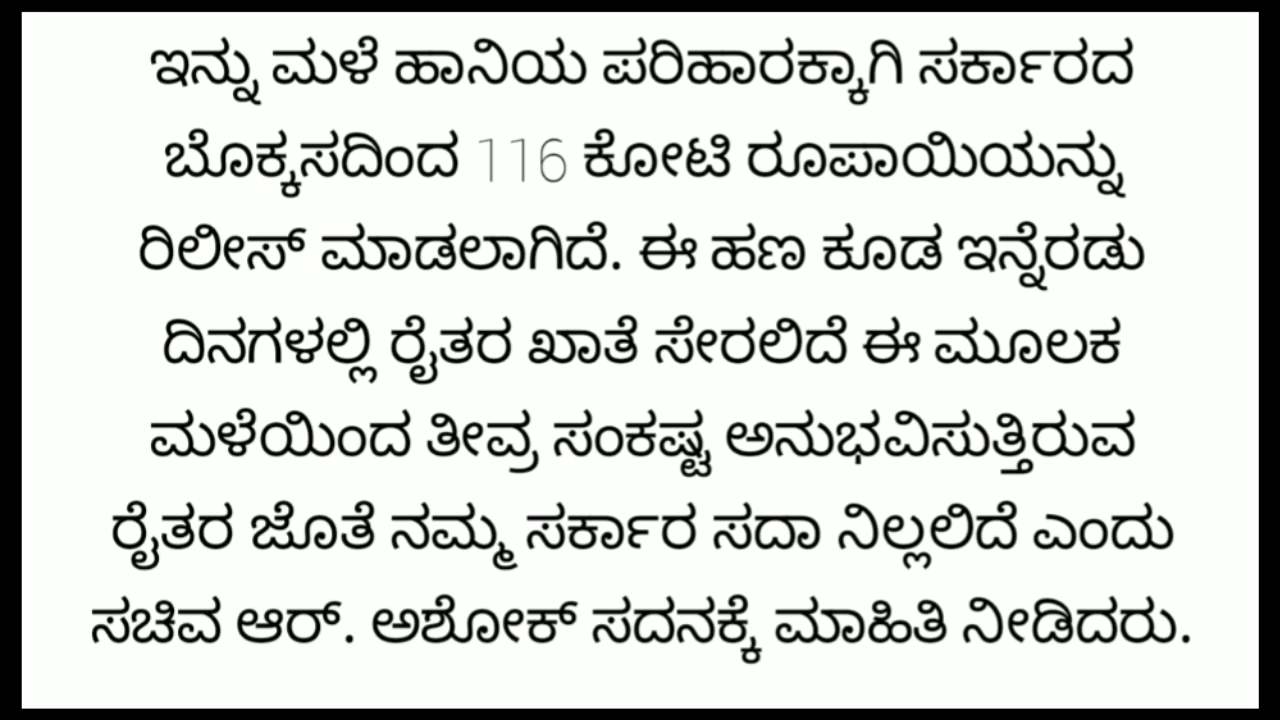 ಇನ್ನು ಮಳೆ ಹಾನಿಯ ಪರಿಹಾರಕ್ಕಾಗಿ ಸರ್ಕಾರದ
ಬೊಕ್ಕಸದಿಂದ 116 ಕೋಟಿ ರೂಪಾಯಿಯನ್ನು
ರಿಲೀಸ್ ಮಾಡಲಾಗಿದೆ. ಈ ಹಣ ಕೂಡ ಇನ್ನೆರಡು
ದಿನಗಳಲ್ಲಿ ರೈತರ ಖಾತೆ ಸೇರಲಿದೆ ಈ ಮೂಲಕ
ಮಳೆಯಿಂದ ತೀವ್ರ ಸಂಕಷ್ಟ ಅನುಭವಿಸುತ್ತಿರುವ
ರೈತರ ಜೊತೆ ನಮ್ಮ ಸರ್ಕಾರ ಸದಾ ನಿಲ್ಲಲಿದೆ ಎಂದು
ಸಚಿವ ಆರ್. ಅಶೋಕ್ ಸದನಕ್ಕೆ ಮಾಹಿತಿ ನೀಡಿದರು.